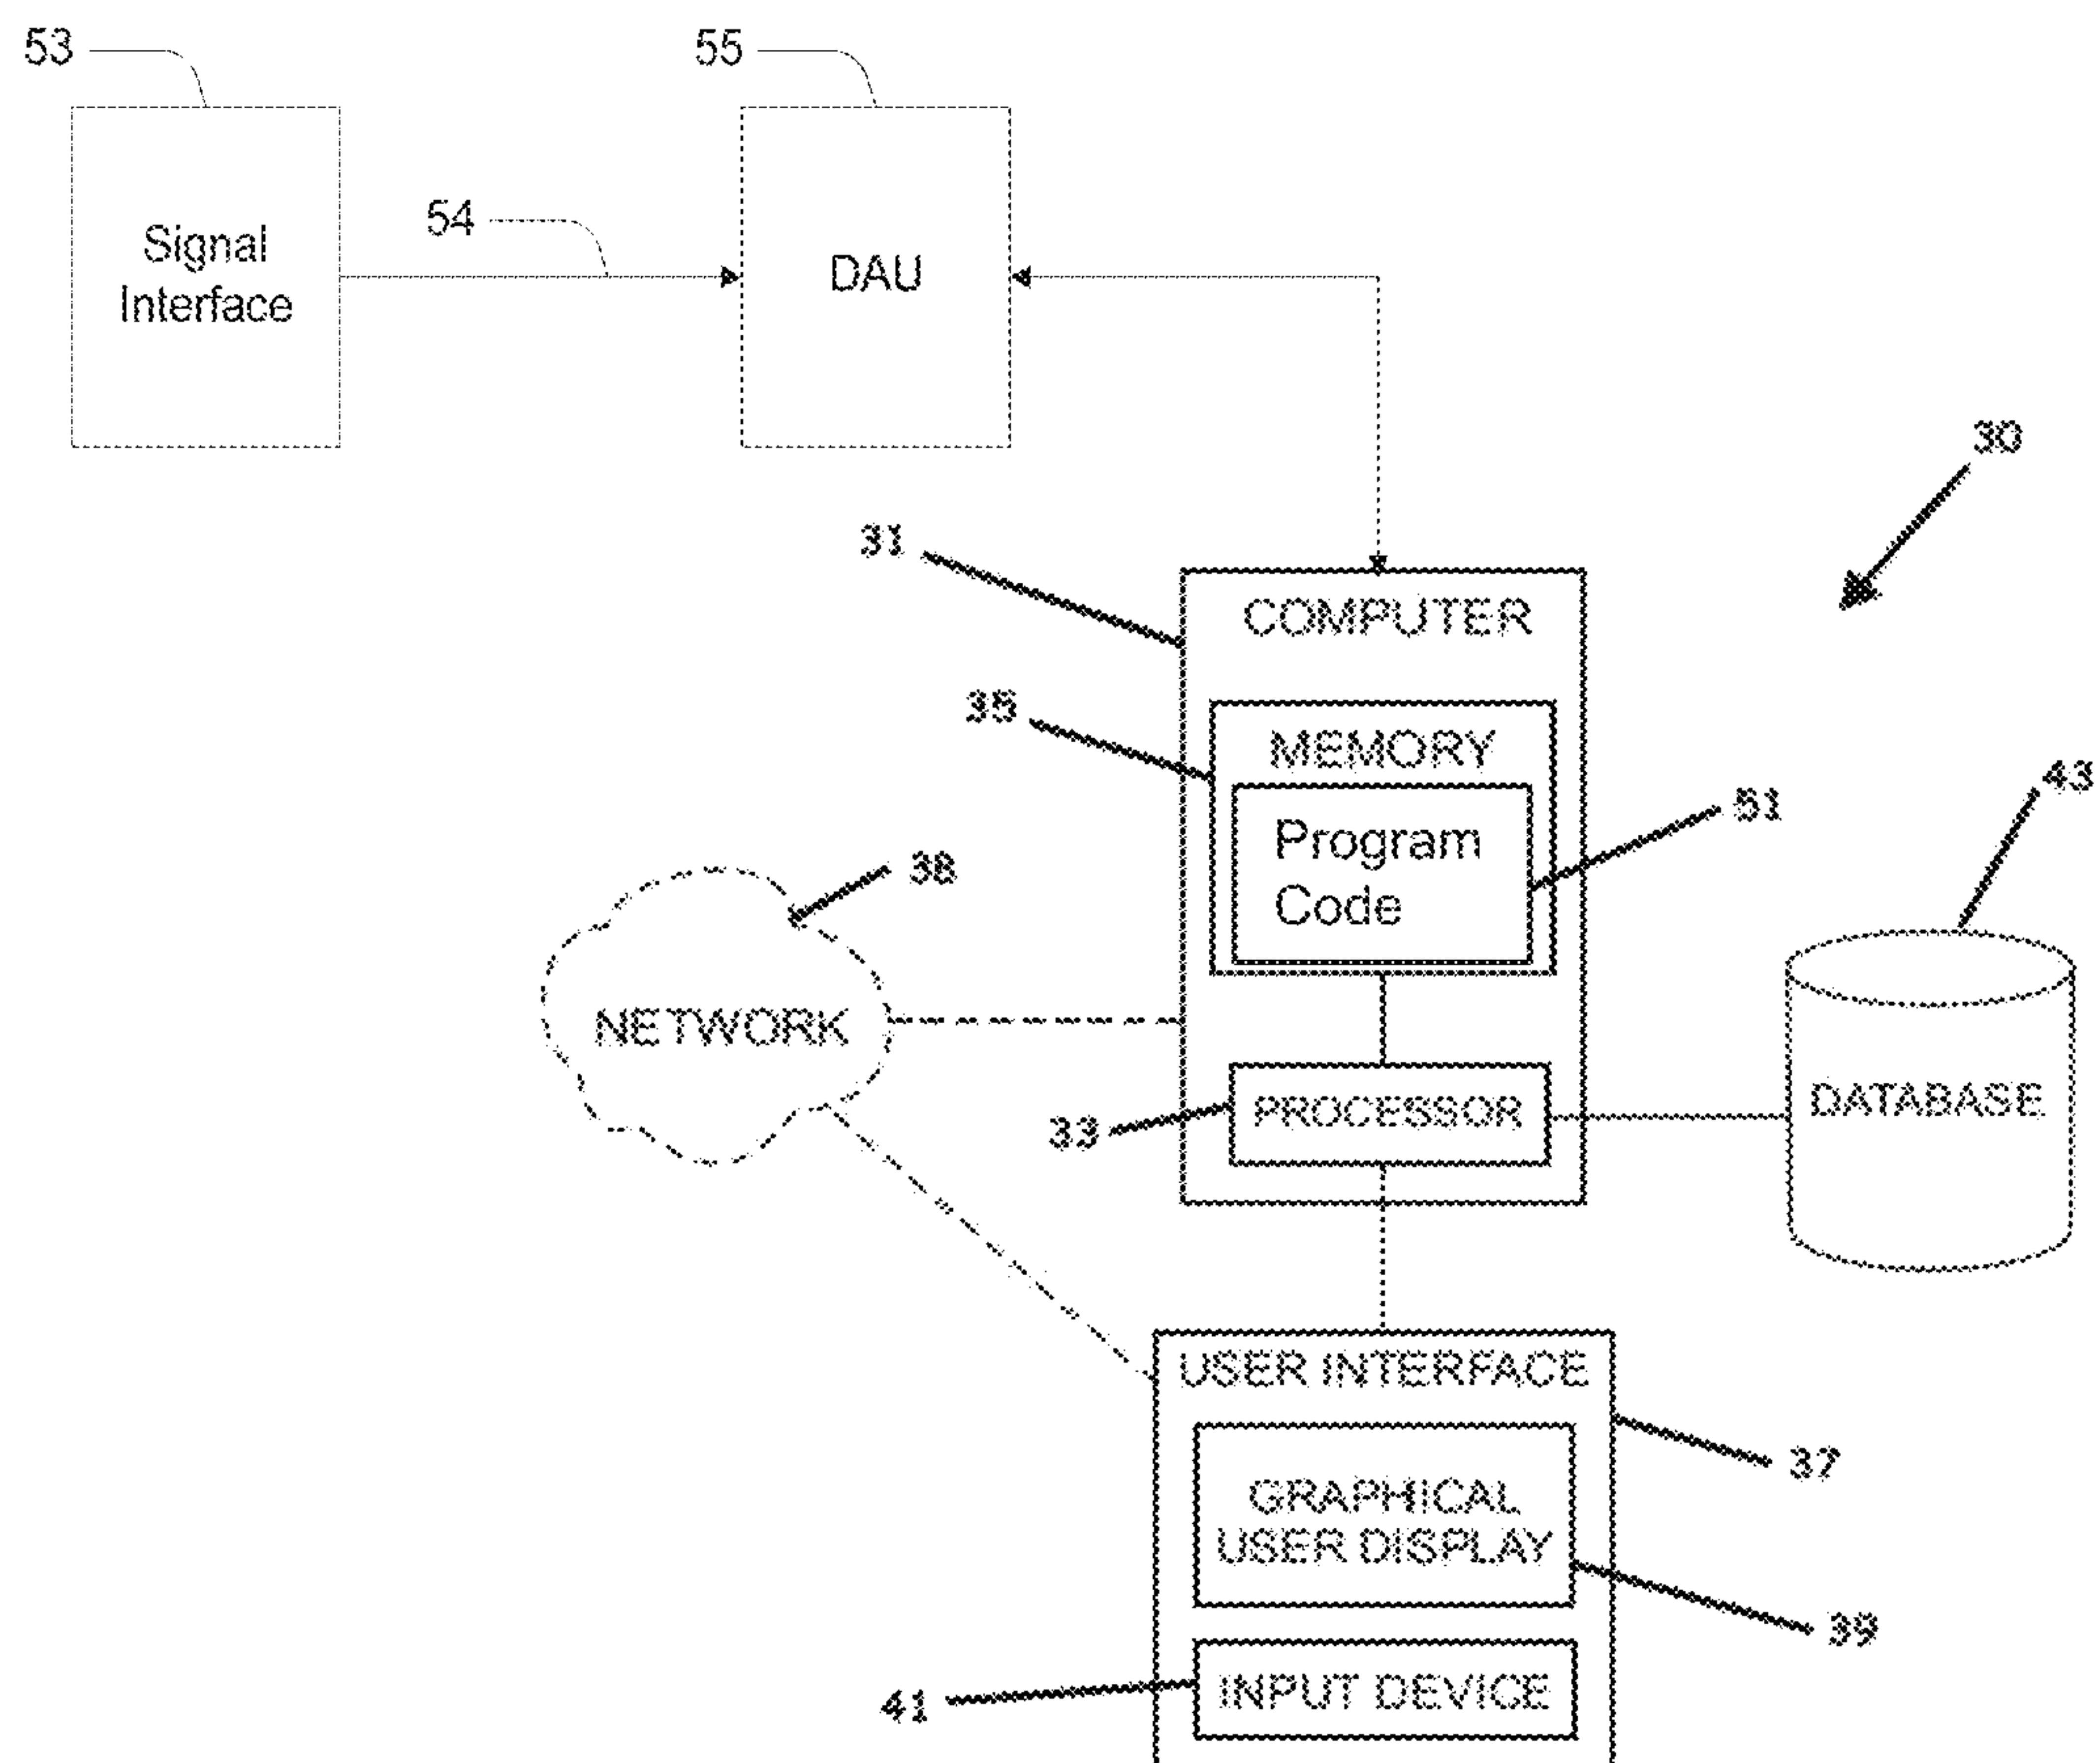 53
55
54
Signal
Interface
DAU
30
31
COMPUTER
35
MEMORY
43
51
Program
Code
38
NETWORK
DATABASE
33
PROCESSOR
USER INTERFACE
37
GRAPHICAL
USER DISPLAY
39
41
INPUT DEVICE